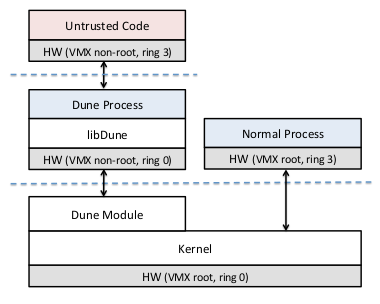 Untrusted Code
HW (VMX non-root, ring 3)
Dune Process
libDune
HW (VMX non-root, ring 0)
Normal Process
HW (VMX root, ring 3)
Dune Module
Kernel
HW (VMX root, ring 0)